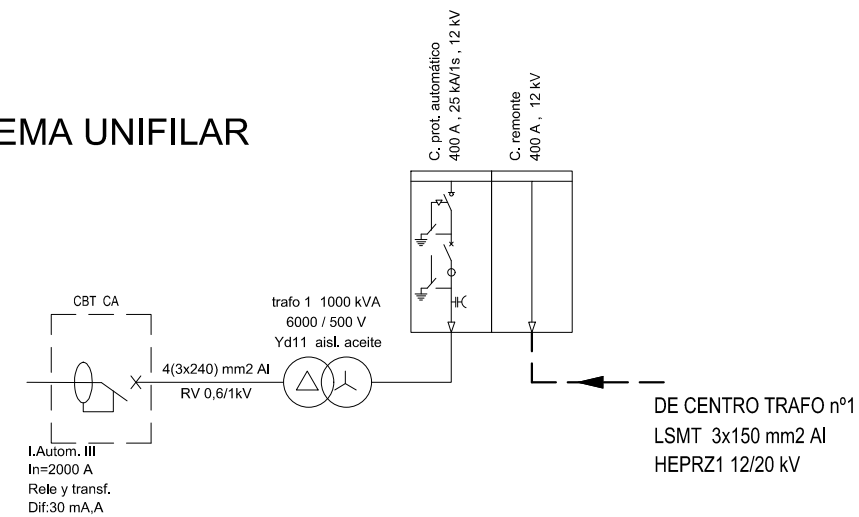 EMA UNIFILAR
C. prot. automático
400 A , 25 kA/1s , 12 kV
C. remonte
400 A , 12 kV
CBT CA
trafo 1 1000 kVA
6000 / 500 V
Yd11 aisl. aceite
4(3x240) mm2 Al
RV 0,6/1kV
I.Autom. III
In=2000 A
Rele y transf.
Dif:30 mA,A
DE CENTRO TRAFO nº1
LSMT 3x150 mm2 Al
HEPRZ1 12/20 kV